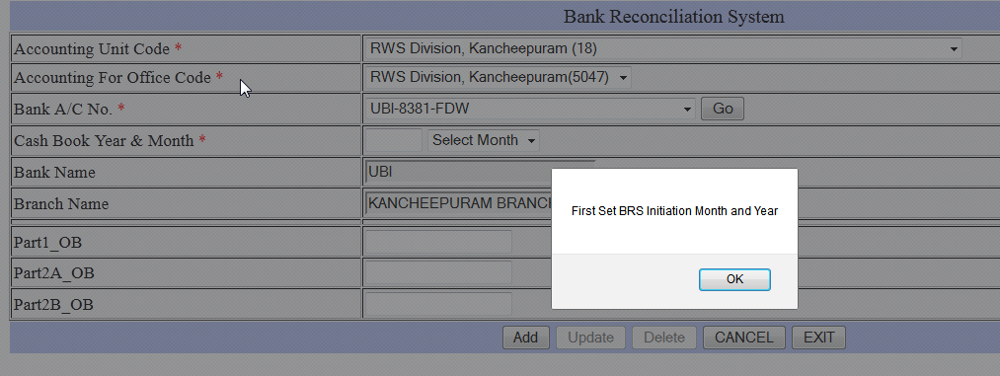 Bank Reconciliation System
Accounting Unit Code * RWS Division, Kancheepuram (18)
Accounting For Office Code * RWS Division, Kancheepuram(5047)
Bank A/C No. * UBI-8381-FDW Go
Cash Book Year & Month * Select Month
Bank Name UBI
Branch Name KANCHEEPURAM BRANCH
First Set BRS Initiation Month and Year
Part1_OB
Part2A_OB
OK
Part2B_OB
Add Update Delete CANCEL EXIT